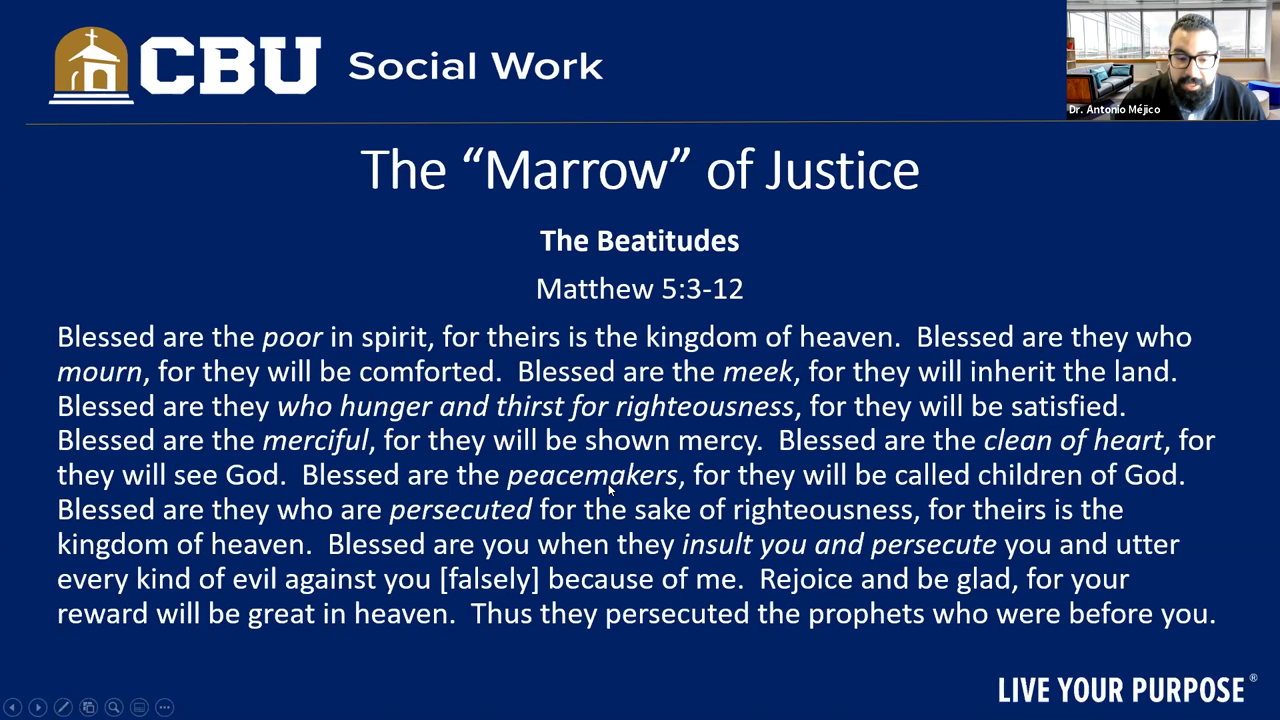 CBU Social Work
Dr. Antonio Méjico
The “Marrow” of Justice
The Beatitudes
Matthew 5:3-12
Blessed are the poor in spirit, for theirs is the kingdom of heaven.  Blessed are they who
mourn, for they will be comforted.  Blessed are the meek, for they will inherit the land.
Blessed are they who hunger and thirst for righteousness, for they will be satisfied.
Blessed are the merciful, for they will be shown mercy.  Blessed are the clean of heart, for
they will see God.  Blessed are the peacemakers, for they will be called children of God.
Blessed are they who are persecuted for the sake of righteousness, for theirs is the
kingdom of heaven.  Blessed are you when they insult you and persecute you and utter
every kind of evil against you [falsely] because of me.  Rejoice and be glad, for your
reward will be great in heaven.  Thus they persecuted the prophets who were before you.
LIVE YOUR PURPOSE®